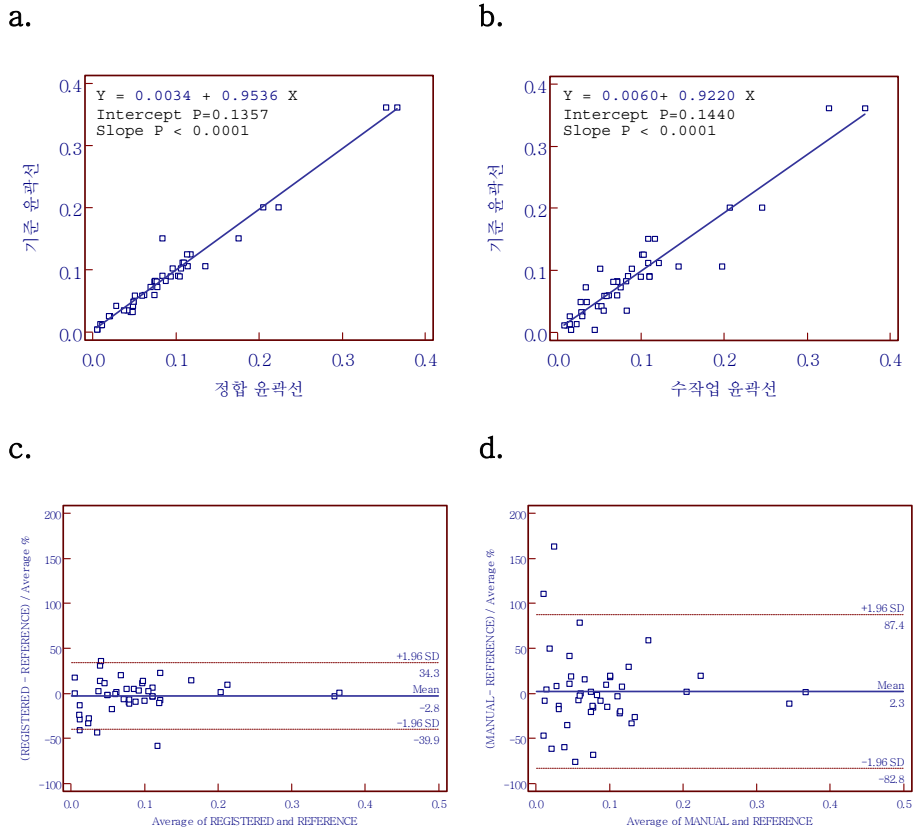 a.
0.4
0.3
0.2
0.1
0.0
기준 윤곽선
Y = 0.0034 + 0.9536 X
Intercept P=0.1357
Slope P < 0.0001
0.0 0.1 0.2 0.3 0.4
정합 윤곽선
b.
0.4
0.3
0.2
0.1
0.0
기준 윤곽선
Y = 0.0060+ 0.9220 X
Intercept P=0.1440
Slope P < 0.0001
0.0 0.1 0.2 0.3 0.4
수작업 윤곽선
c.
200
150
100
50
0
-50
-100
(REGISTERED - REFERENCE) / Average %
+1.96 SD
34.3
Mean
-2.8
-1.96 SD
-39.9
0.0 0.1 0.2 0.3 0.4 0.5
Average of REGISTERED and REFERENCE
d.
200
150
100
50
0
-50
-100
(MANUAL- REFERENCE) / Average %
+1.96 SD
87.4
Mean
2.3
-1.96 SD
-82.8
0.0 0.1 0.2 0.3 0.4 0.5
Average of MANUAL and REFERENCE